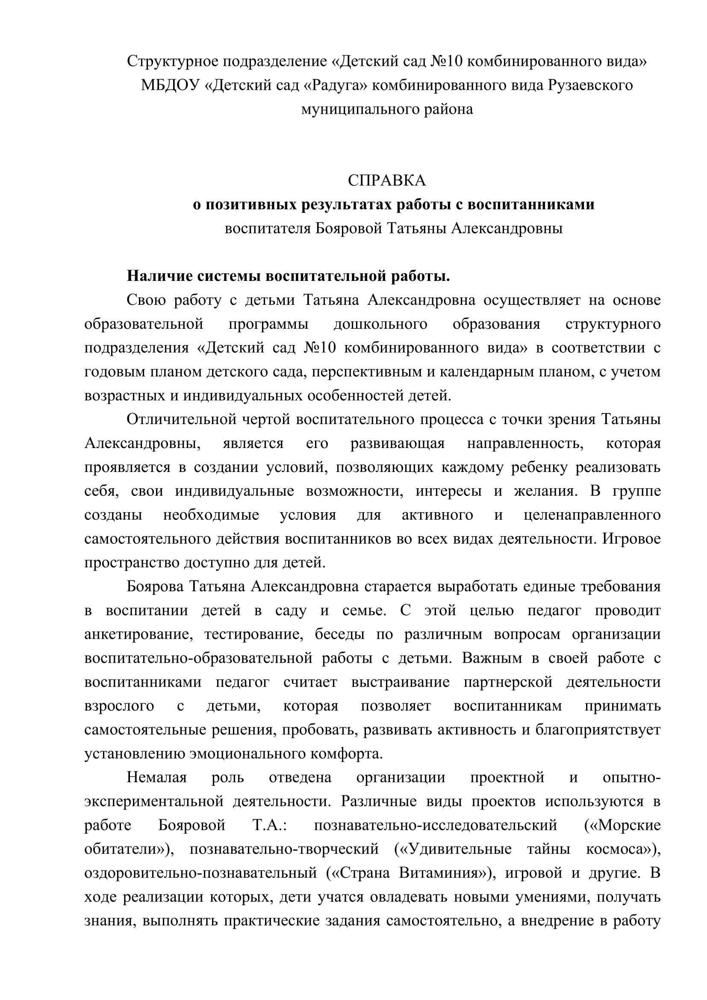 Структурное подразделение «Детский сад №10 комбинированного вида»
МБДОУ «Детский сад «Радуга» комбинированного вида Рузаевского
муниципального района
СПРАВКА
о позитивных результатах работы с воспитанниками
воспитателя Бояровой Татьяны Александровны
Наличие системы воспитательной работы.
Свою работу с детьми Татьяна Александровна осуществляет на основе
образовательной программы дошкольного образования структурного
подразделения «Детский сад №10 комбинированного вида» в соответствии с
годовым планом детского сада, перспективным и календарным планом, с учетом
возрастных и индивидуальных особенностей детей.
Отличительной чертой воспитательного процесса с точки зрения Татьяны
Александровны, является его развивающая направленность, которая
проявляется в создании условий, позволяющих каждому ребенку реализовать
себя, свои индивидуальные возможности, интересы и желания. В группе
созданы необходимые условия для активного и целенаправленного
самостоятельного действия воспитанников во всех видах деятельности. Игровое
пространство доступно для детей.
Боярова Татьяна Александровна старается выработать единые требования
в воспитании детей в саду и семье. С этой целью педагог проводит
анкетирование, тестирование, беседы по различным вопросам организации
воспитательно-образовательной работы с детьми. Важным в своей работе с
воспитанниками педагог считает выстраивание партнерской деятельности
взрослого с детьми, которая позволяет воспитанникам принимать
самостоятельные решения, пробовать, развивать активность и благоприятствует
установлению эмоционального комфорта.
Немалая роль отведена организации проектной и опытно-
экспериментальной деятельности. Различные виды проектов используются в
работе Бояровой Т.А.: познавательно-исследовательский («Морские
обитатели»), познавательно-творческий («Удивительные тайны космоса»),
оздоровительно-познавательный («Страна Витаминия»), игровой и другие. В
ходе реализации которых, дети учатся овладевать новыми умениями, получать
знания, выполнять практические задания самостоятельно, а внедрение в работу